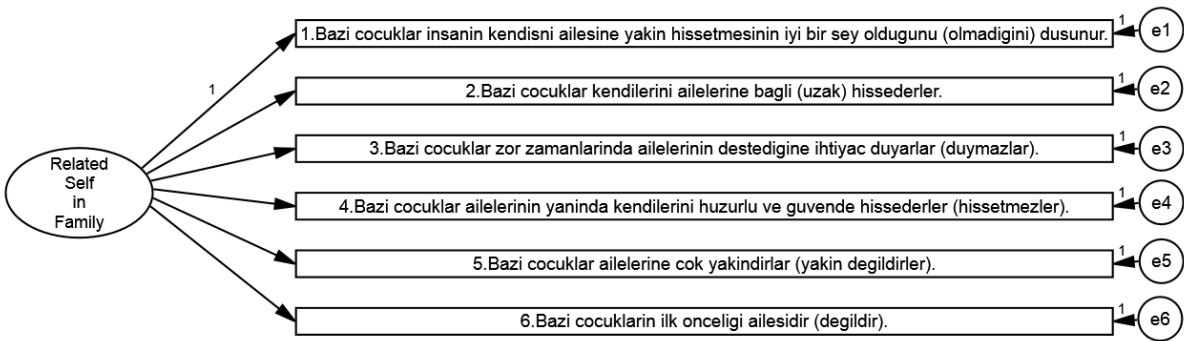 1
1.Bazi cocuklar insanin kendisni ailesine yakin hissetmesinin iyi bir sey oldugunu (olmadigini) dusunur.
1
e1
2.Bazi cocuklar kendilerini ailelerine bagli (uzak) hissederler.
1
e2
3.Bazi cocuklar zor zamanlarinda ailelerinin destedigine ihtiyac duyarlar (duymazlar).
1
e3
Related
Self
in
Family
4.Bazi cocuklar ailelerinin yaninda kendilerini huzurlu ve guvende hissederler (hissetmezler).
1
e4
5.Bazi cocuklar ailelerine cok yakindirlar (yakin degildirler).
1
e5
6.Bazi cocuklarin ilk onceligi ailesidir (degildir).
1
e6